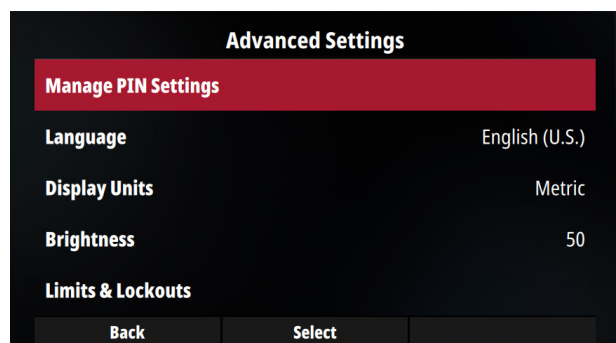 Advanced Settings
Manage PIN Settings
Language English (U.S.)
Display Units Metric
Brightness 50
Limits & Lockouts
Back Select